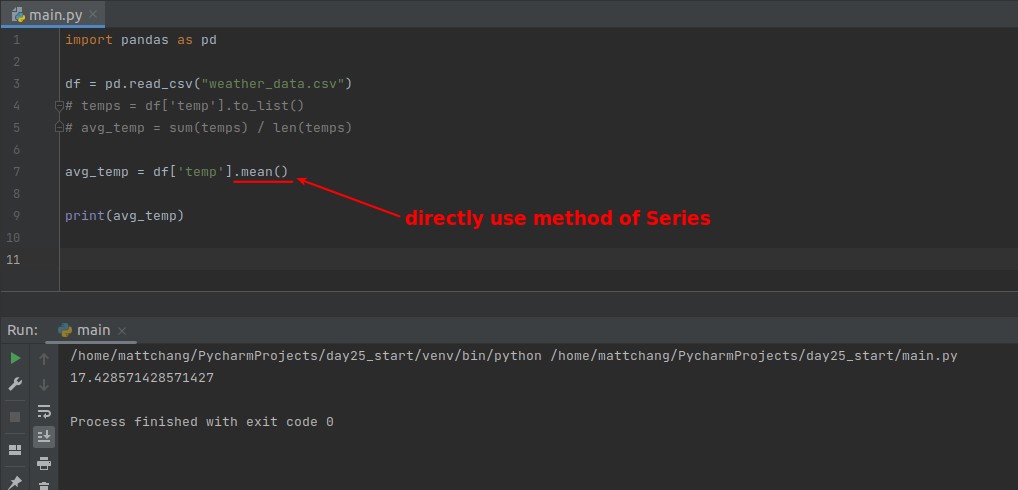 main.py
1 import pandas as pd
2
3 df = pd.read_csv("weather_data.csv")
4 # temps = df['temp'].to_list()
5 # avg_temp = sum(temps) / len(temps)
6
7 avg_temp = df['temp'].mean()
8
directly use method of Series
9 print(avg_temp)
10
11
Run: main
/home/mattchang/PycharmProjects/day25_start/venv/bin/python /home/mattchang/PycharmProjects/day25_start/main.py
17.428571428571427
Process finished with exit code 0